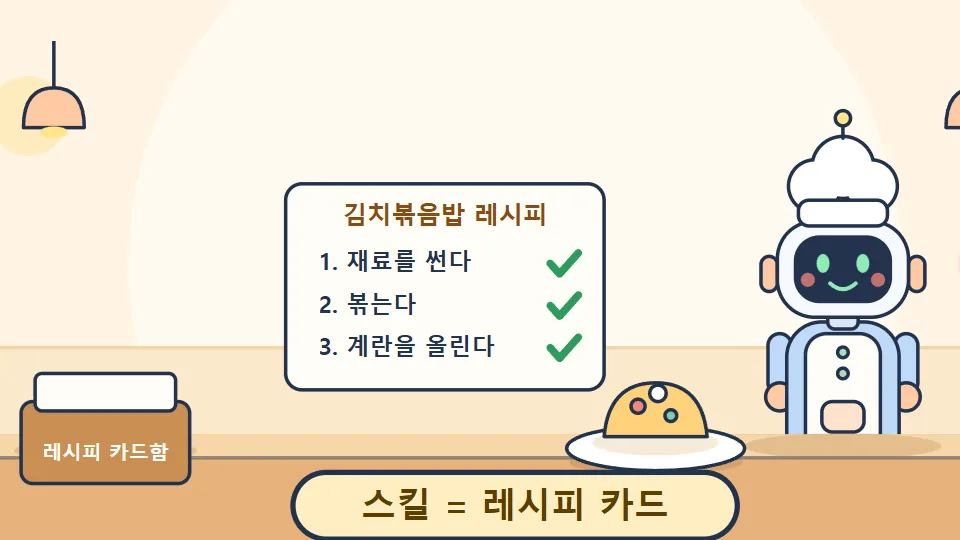 김치볶음밥 레시피
1. 재료를 썬다
2. 볶는다
3. 계란을 올린다
레시피 카드함
스킬 = 레시피 카드